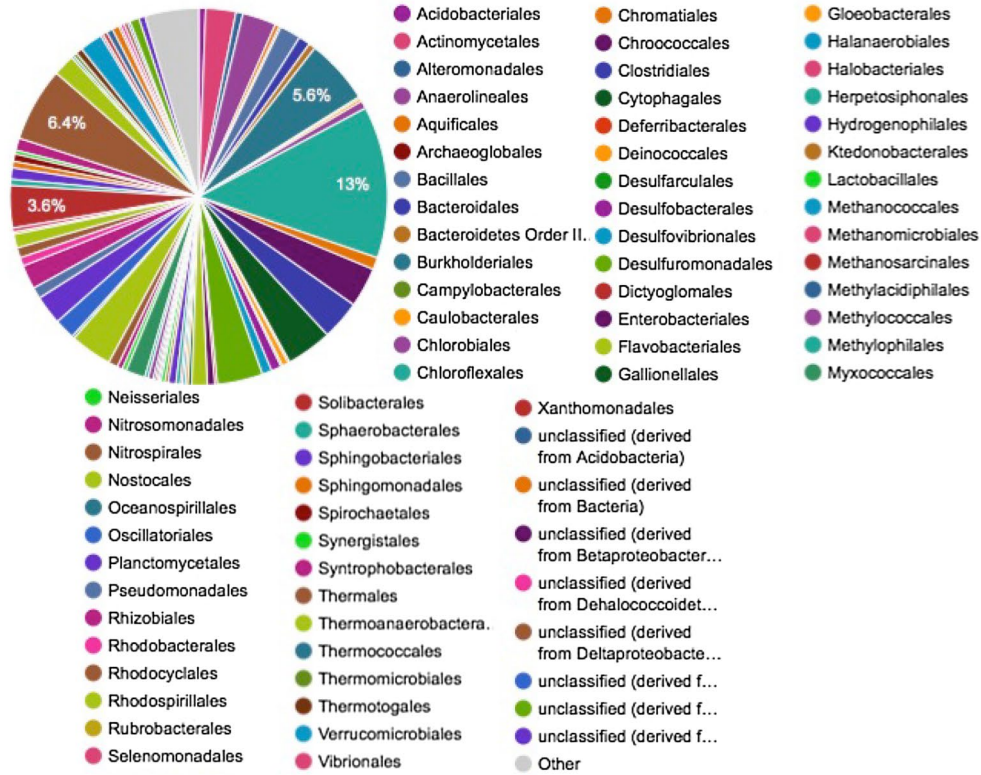 5.6%
13%
6.4%
3.6%
Acidobacteriales
Actinomycetales
Alteromonadales
Anaerolineales
Aquificales
Archaeoglobales
Bacillales
Bacteroidales
Bacteroidetes Order II..
Burkholderiales
Campylobacterales
Caulobacterales
Chlorobiales
Chloroflexales
Chromatiales
Chroococcales
Clostridiales
Cytophagales
Deferribacterales
Deinococcales
Desulfarculales
Desulfobacterales
Desulfovibrionales
Desulfuromonadales
Dictyoglomales
Enterobacteriales
Flavobacteriales
Gallionellales
Gloeobacterales
Halanaerobiales
Halobacteriales
Herpetosiphonales
Hydrogenophilales
Ktedonobacterales
Lactobacillales
Methanococcales
Methanomicrobiales
Methanosarcinales
Methylacidiphilales
Methylococcales
Methylophilales
Myxococcales
Neisseriales
Nitrosomonadales
Nitrospirales
Nostocales
Oceanospirillales
Oscillatoriales
Planctomycetales
Pseudomonadales
Rhizobiales
Rhodobacterales
Rhodocyclales
Rhodospirillales
Rubrobacterales
Selenomonadales
Solibacterales
Sphaerobacterales
Sphingobacteriales
Sphingomonadales
Spirochaetales
Synergistales
Syntrophobacterales
Thermales
Thermoanaerobactera.
Thermococcales
Thermomicrobiales
Thermotogales
Verrucomicrobiales
Vibrionales
Xanthomonadales
unclassified (derived
from Acidobacteria)
unclassified (derived
from Bacteria)
unclassified (derived
from Betaproteobacter...
unclassified (derived
from Dehalococcoidet...
unclassified (derived
from Deltaproteobacte...
unclassified (derived f...
unclassified (derived f...
unclassified (derived f...
Other